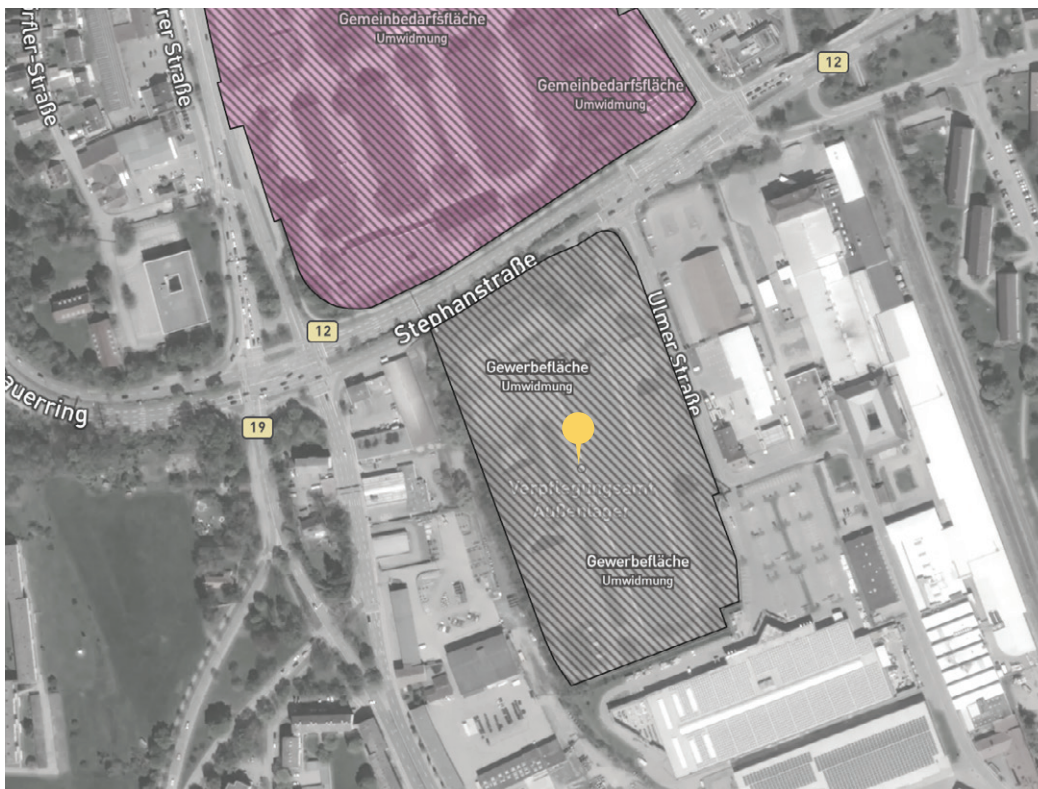 Gemeinbedarfsfläche
Umwidmung
rer Straße
rfler-Straße
12
Gemeinbedarfsfläche
Umwidmung
Stephanstraße
12
Ulmer Straße
Gewerbefläche
Umwidmung
auerring
19
Verpflegungsamt
Außenlager
Gewerbefläche
Umwidmung